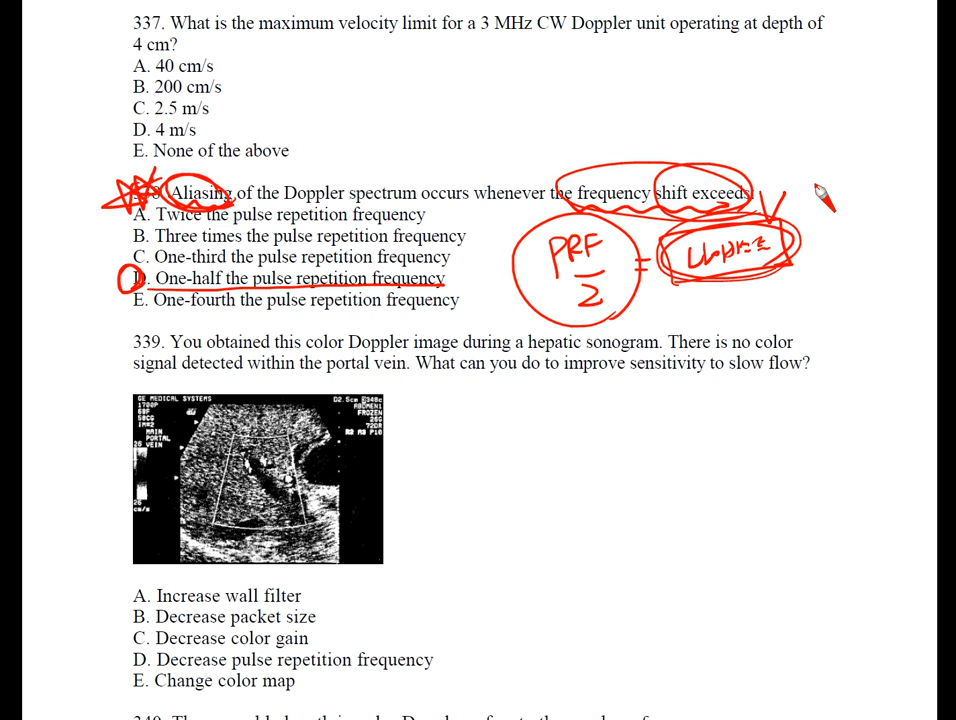 337. What is the maximum velocity limit for a 3 MHz CW Doppler unit operating at depth of
4 cm?
A. 40 cm/s
B. 200 cm/s
C. 2.5 m/s
D. 4 m/s
E. None of the above
Aliasing of the Doppler spectrum occurs whenever the frequency shift exceeds:
A. Twice the pulse repetition frequency
B. Three times the pulse repetition frequency
C. One-third the pulse repetition frequency
D. One-half the pulse repetition frequency
E. One-fourth the pulse repetition frequency
PRF
2
=
339. You obtained this color Doppler image during a hepatic sonogram. There is no color
signal detected within the portal vein. What can you do to improve sensitivity to slow flow?
GE MEDICAL SYSTEMS
MAIN
PORTAL
VEIN
26
cm/s
FROZEN
A. Increase wall filter
B. Decrease packet size
C. Decrease color gain
D. Decrease pulse repetition frequency
E. Change color map